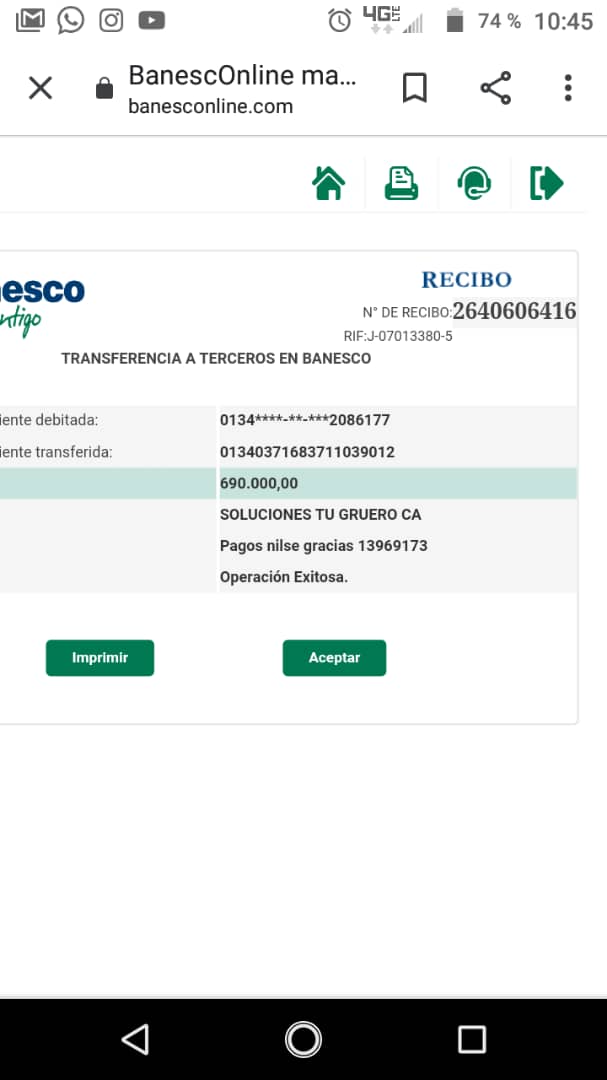 4G LTE 74 % 10:45
BanescOnline ma...
banesconline.com
esco
ntigo
RECIBO
N° DE RECIBO:2640606416
RIF:J-07013380-5
TRANSFERENCIA A TERCEROS EN BANESCO
iente debitada: 0134****-**-***2086177
iente transferida: 01340371683711039012
690.000,00
SOLUCIONES TU GRUERO CA
Pagos nilse gracias 13969173
Operación Exitosa.
Imprimir Aceptar